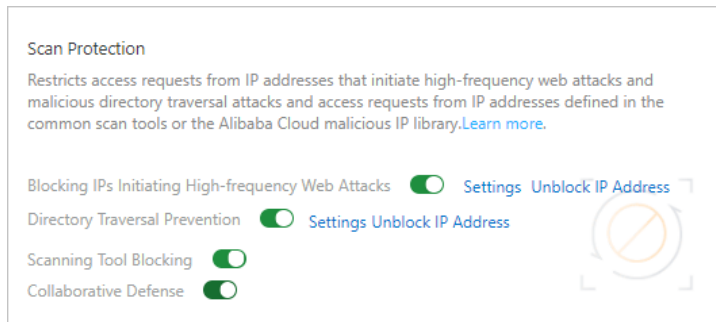 Scan Protection
Restricts access requests from IP addresses that initiate high-frequency web attacks and
malicious directory traversal attacks and access requests from IP addresses defined in the
common scan tools or the Alibaba Cloud malicious IP library.Learn more.
Blocking IPs Initiating High-frequency Web Attacks Settings Unblock IP Address
Directory Traversal Prevention Settings Unblock IP Address
Scanning Tool Blocking
Collaborative Defense